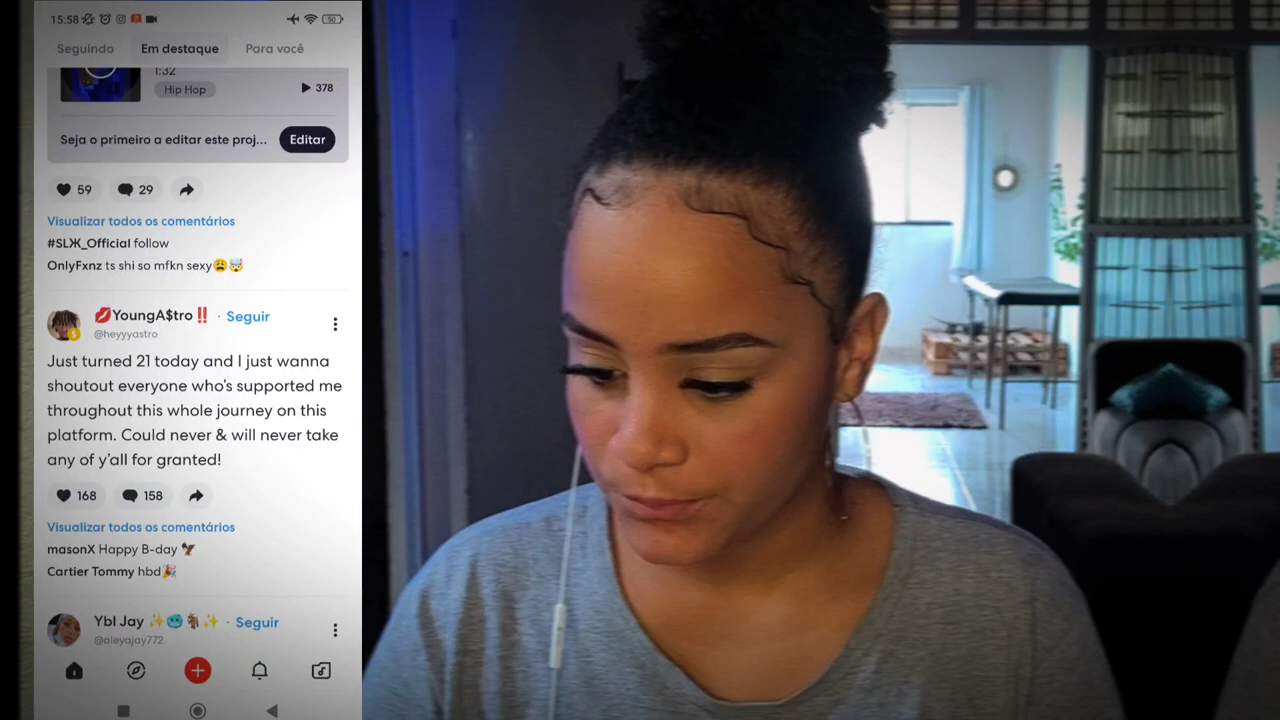 15:58
50
Seguindo
Em destaque
Para você
1:32
Hip Hop
378
Seja o primeiro a editar este proj...
Editar
59
29
Visualizar todos os comentários
#SLЖ_Official follow
OnlyFxnz ts shi so mfkn sexy😩🤯
💋YoungA$tro‼️ · Seguir
@heyyyastro
Just turned 21 today and I just wanna
shoutout everyone who's supported me
throughout this whole journey on this
platform. Could never & will never take
any of y'all for granted!
168
158
Visualizar todos os comentários
masonX Happy B-day 🦅
Cartier Tommy hbd🎉
Ybl Jay ✨🥶🐐✨ · Seguir
@aleyajay772